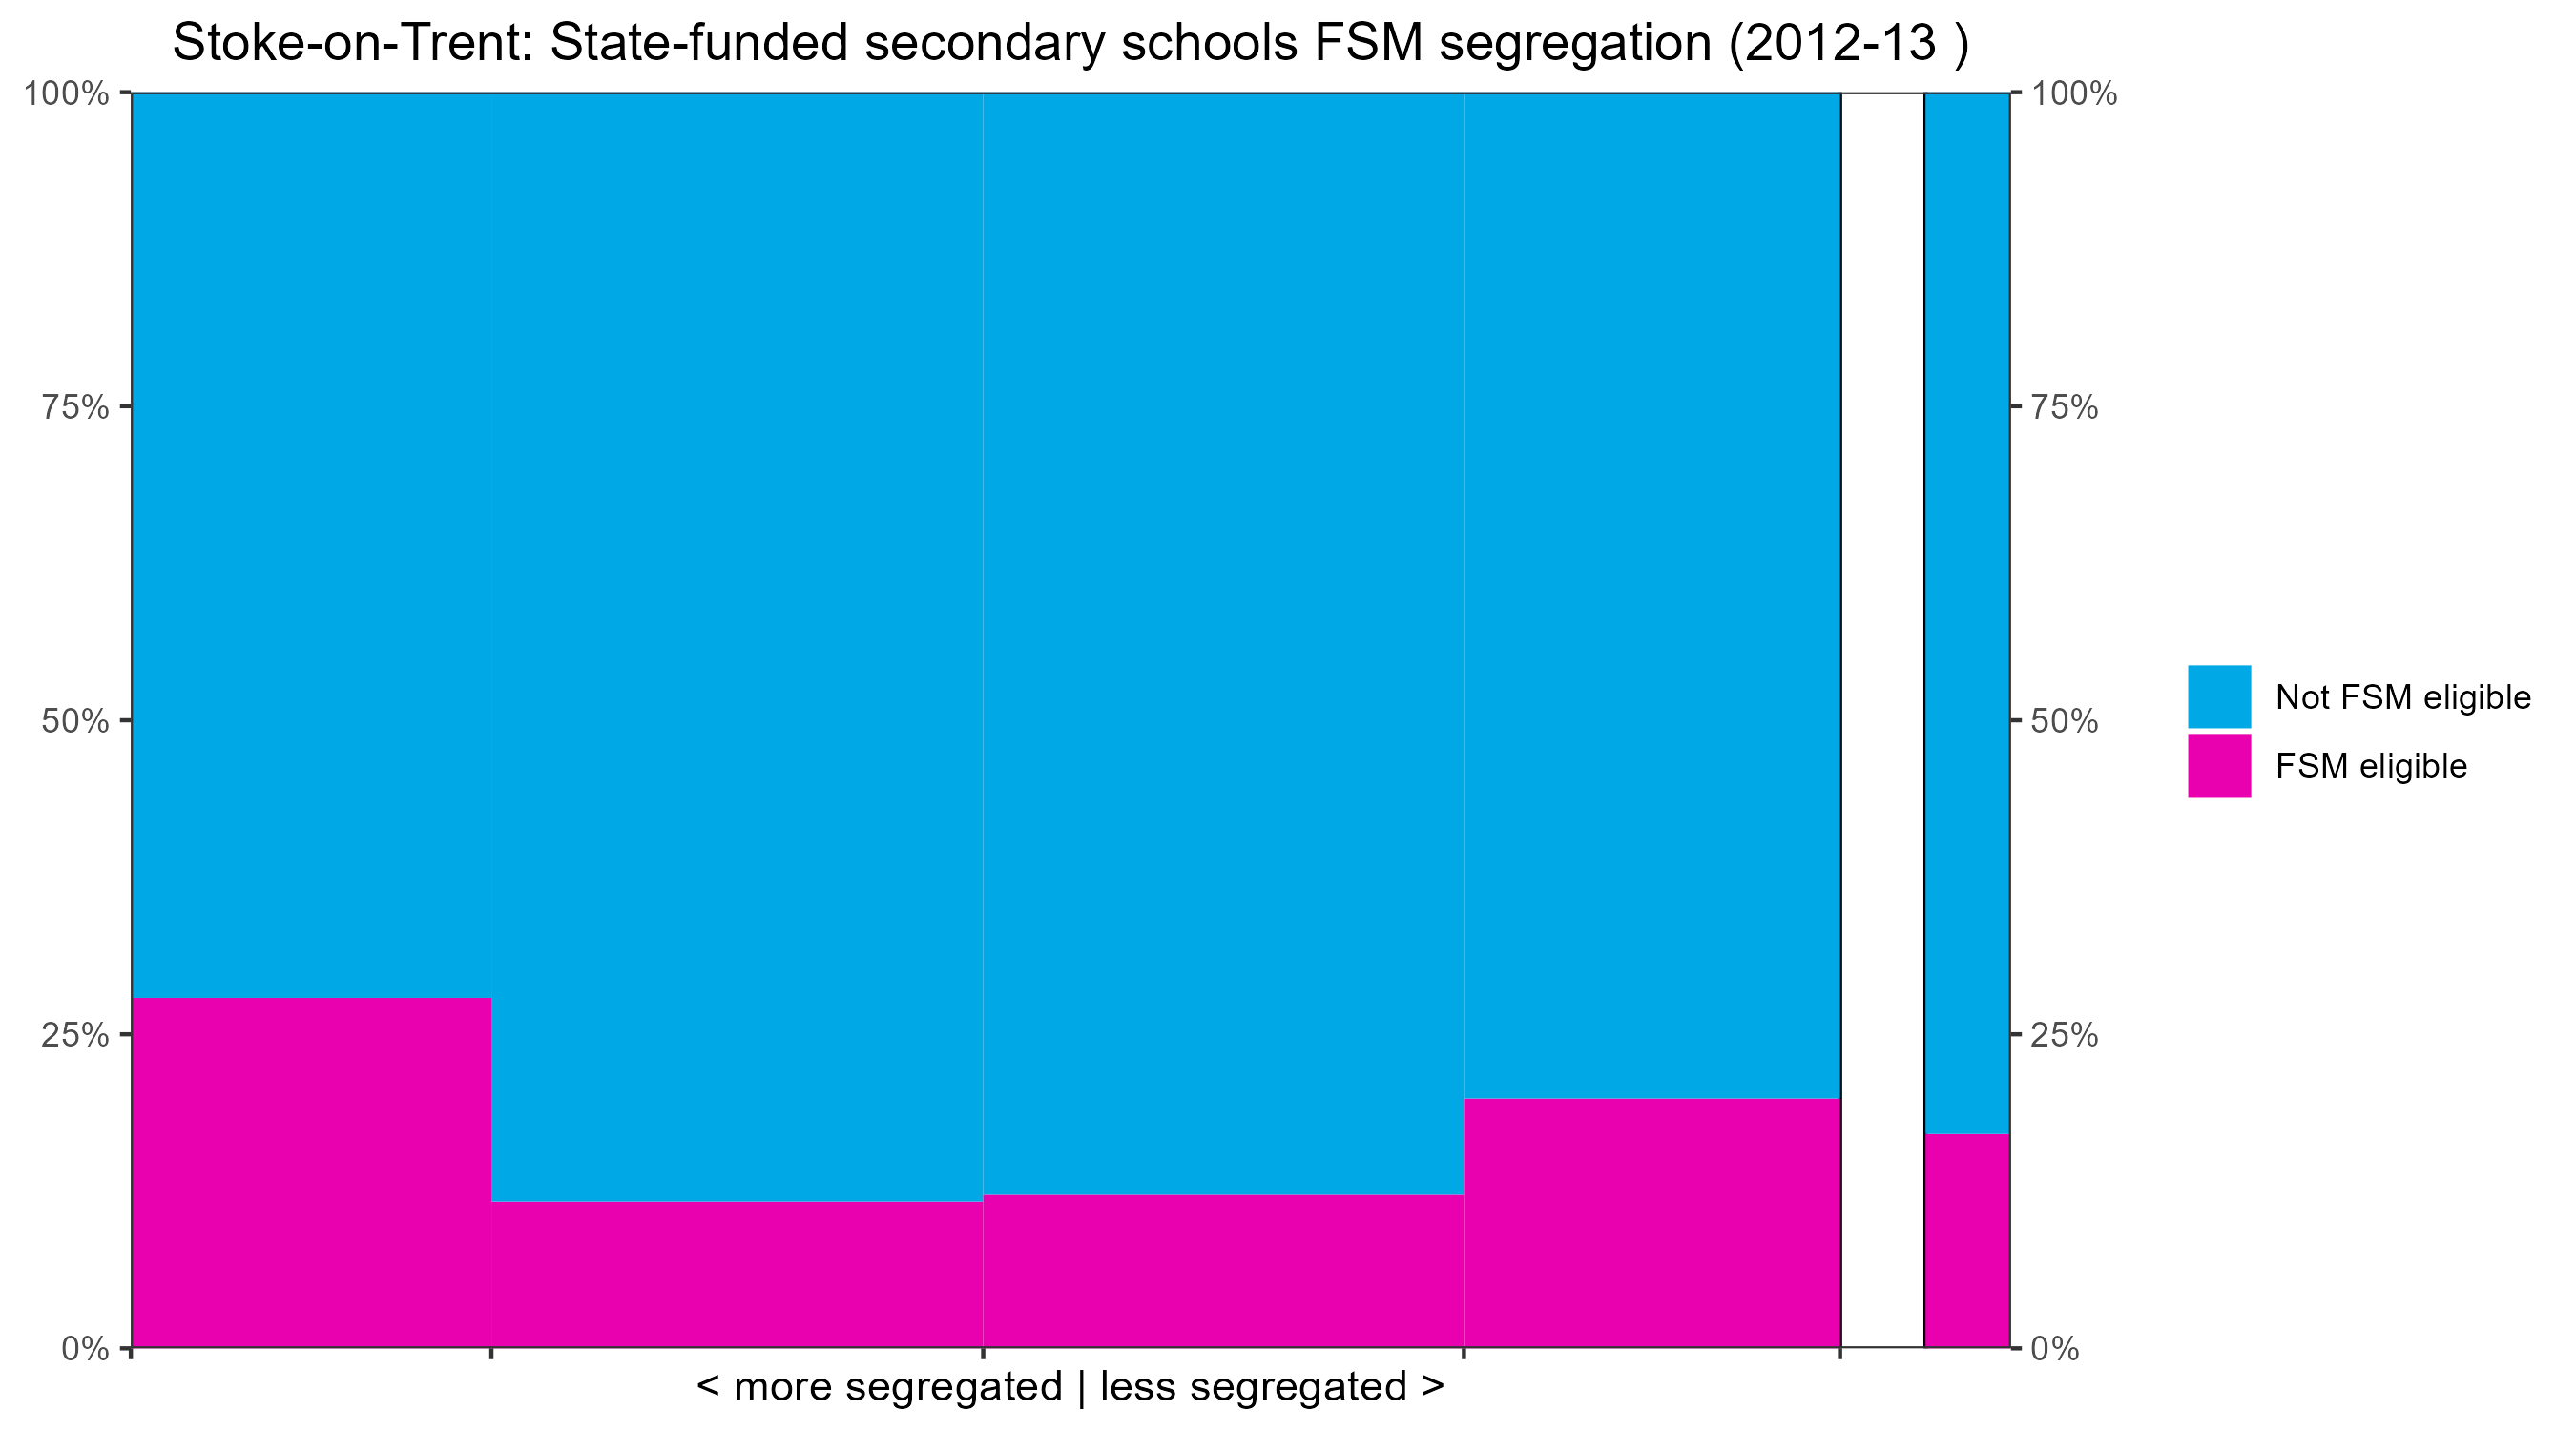 Stoke-on-Trent: State-funded secondary schools FSM segregation (2012-13 )
100%
75%
50%
25%
0%
100%
75%
50%
25%
0%
Not FSM eligible
FSM eligible
< more segregated | less segregated >